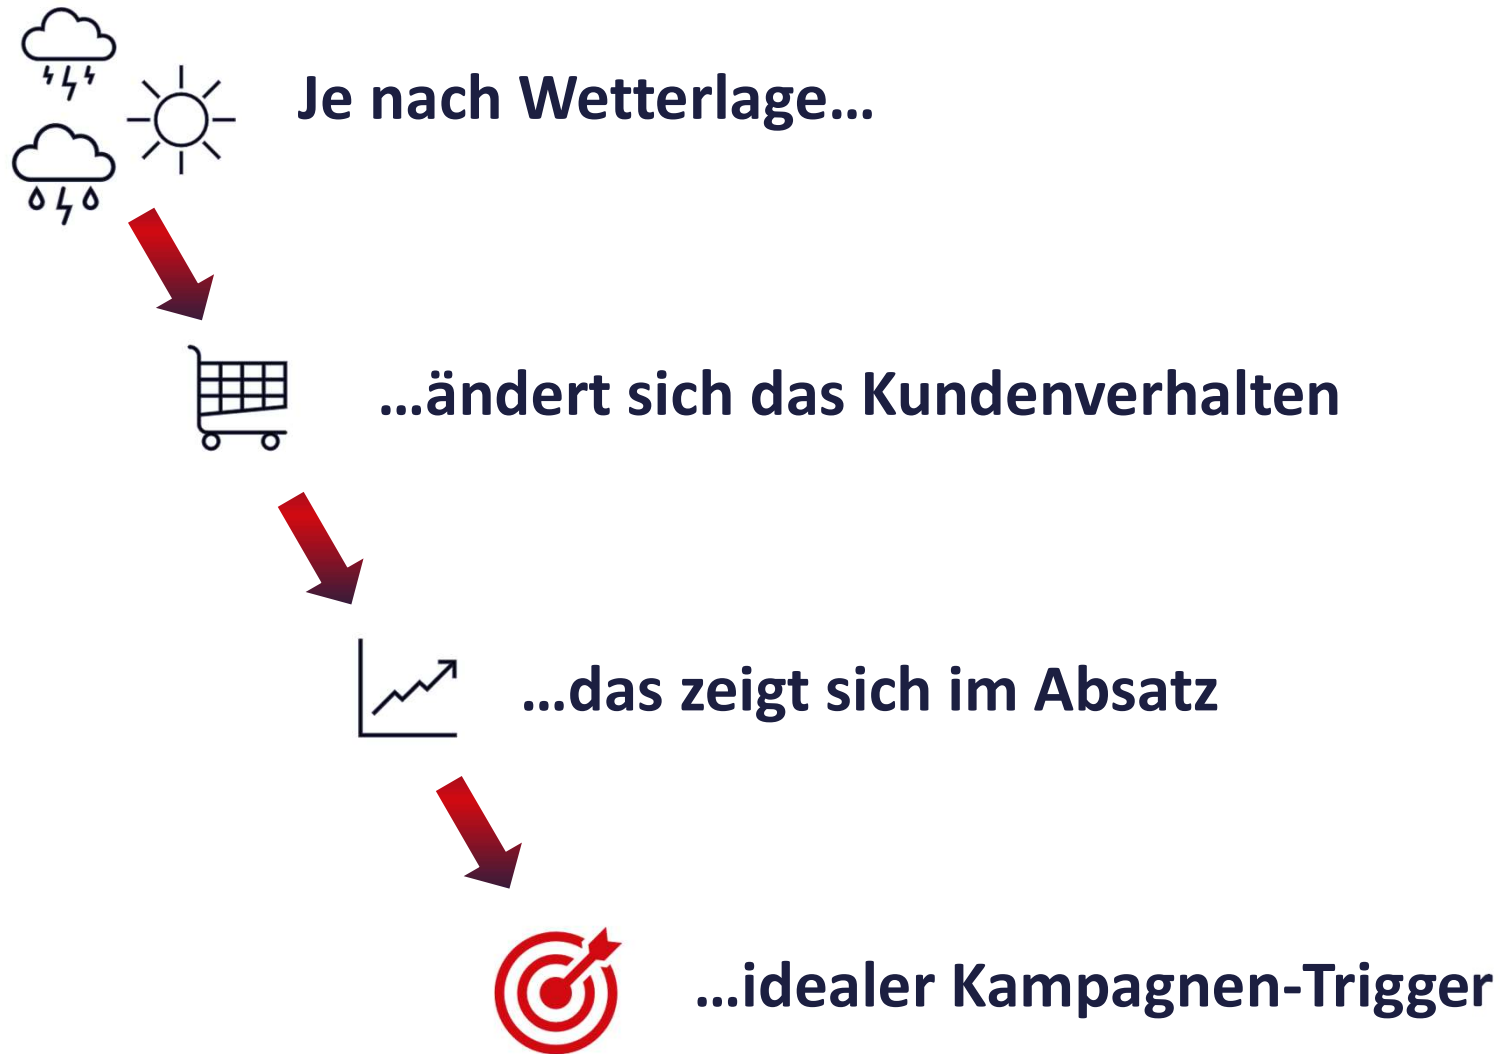 Je nach Wetterlage…
…ändert sich das Kundenverhalten
…das zeigt sich im Absatz
…idealer Kampagnen-Trigger